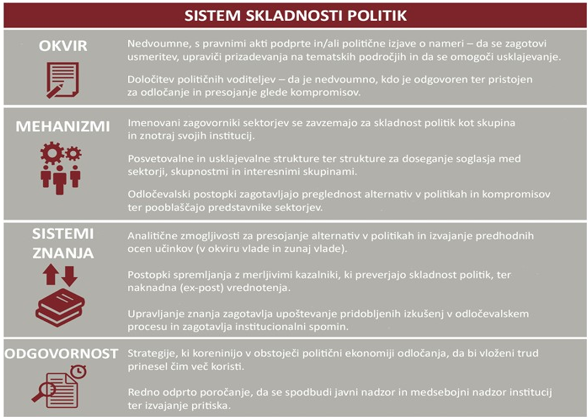 SISTEM SKLADNOSTI POLITIK
OKVIR
Nedvoumne, s pravnimi akti podprte in/ali politične izjave o nameri – da se zagotovi
usmeritev, upraviči prizadevanja na tematskih področjih in da se omogoči usklajevanje.
Določitev političnih voditeljev – da je nedvoumno, kdo je odgovoren ter pristojen
za odločanje in presojanje glede kompromisov.
MEHANIZMI
Imenovani zagovorniki sektorjev se zavzemajo za skladnost politik kot skupina
in znotraj svojih institucij.
Posvetovalne in usklajevalne strukture ter strukture za doseganje soglasja med
sektorji, skupnostmi in interesnimi skupinami.
Odločevalski postopki zagotavljajo preglednost alternativ v politikah in kompromisov
ter pooblaščajo predstavnike sektorjev.
SISTEMI
ZNANJA
Analitične zmogljivosti za presojanje alternativ v politikah in izvajanje predhodnih
ocen učinkov (v okviru vlade in zunaj vlade).
Postopki spremljanja z merljivimi kazalniki, ki preverjajo skladnost politik, ter
naknadna (ex-post) vrednotenja.
Upravljanje znanja zagotavlja upoštevanje pridobljenih izkušenj v odločevalskem
procesu in zagotavlja institucionalni spomin.
ODGOVORNOST
Strategije, ki koreninijo v obstoječi politični ekonomiji odločanja, da bi vloženi trud
prinesel čim več koristi.
Redno odprto poročanje, da se spodbudi javni nadzor in medsebojni nadzor institucij
ter izvajanje pritiska.